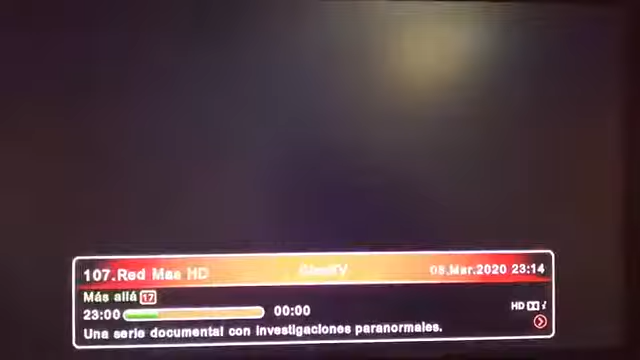 107.Red Mas HD ClaroTV 08.Mar.2020 23:14
Más allá 17
23:00 00:00 HD
Una serie documental con investigaciones paranormales.